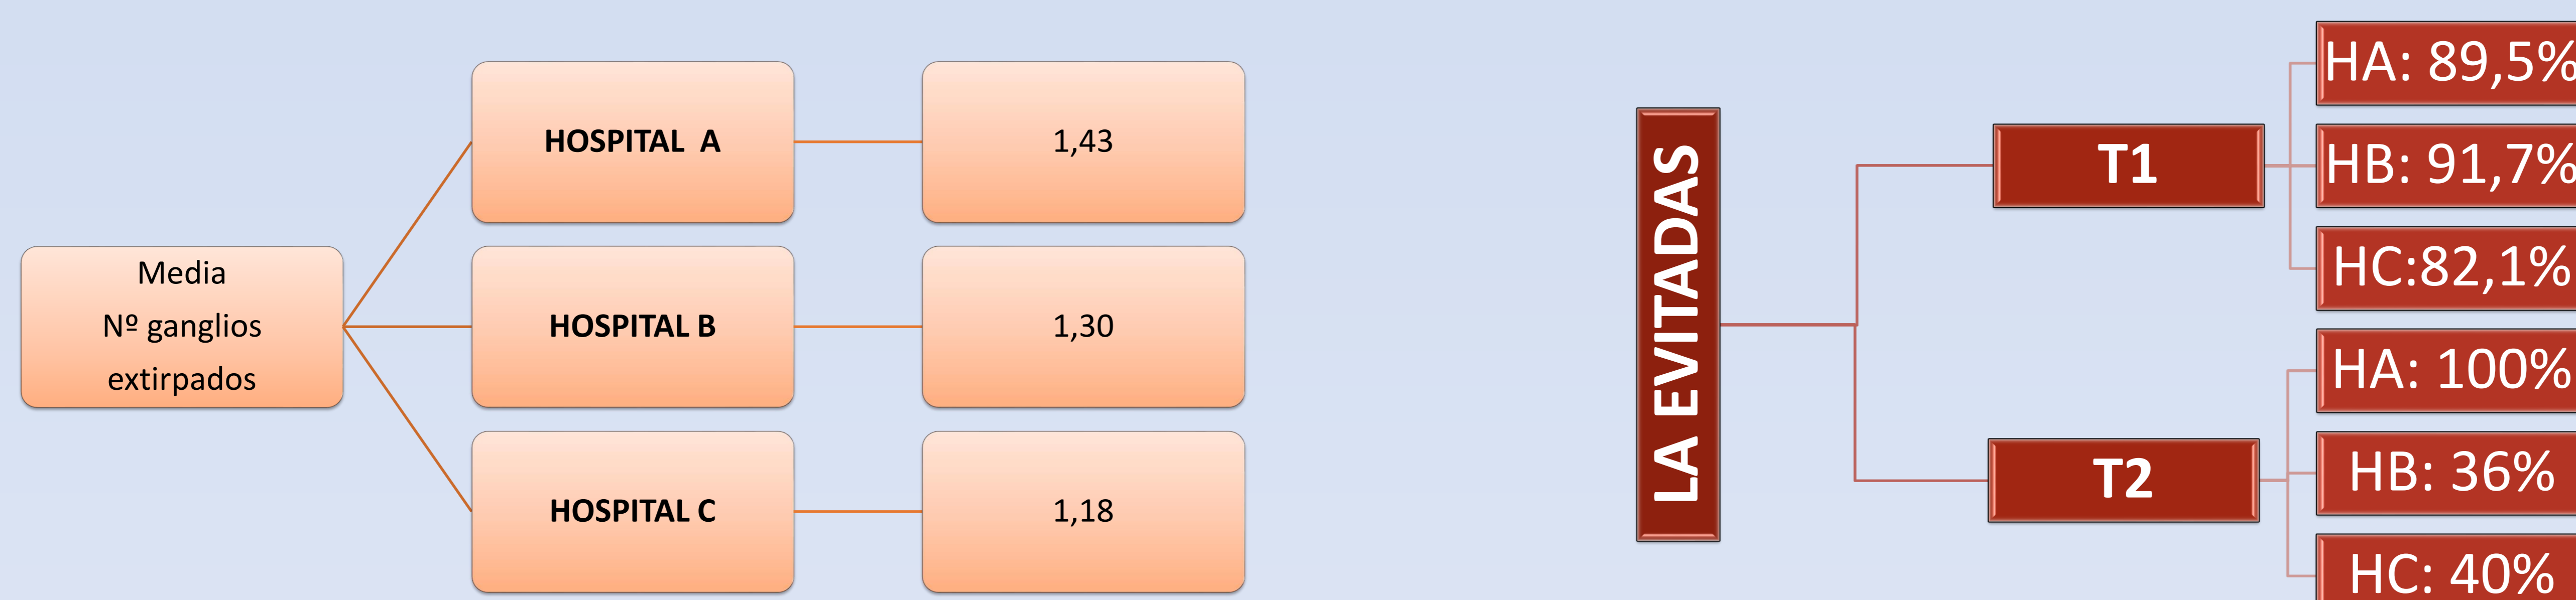 Media
Nº ganglios
extirpados
HOSPITAL  A
1,43
HOSPITAL B
1,30
HOSPITAL C
1,18
LA EVITADAS
T1
HA: 89,5%
HB: 91,7%
HC:82,1%
T2
HA: 100%
HB: 36%
HC: 40%